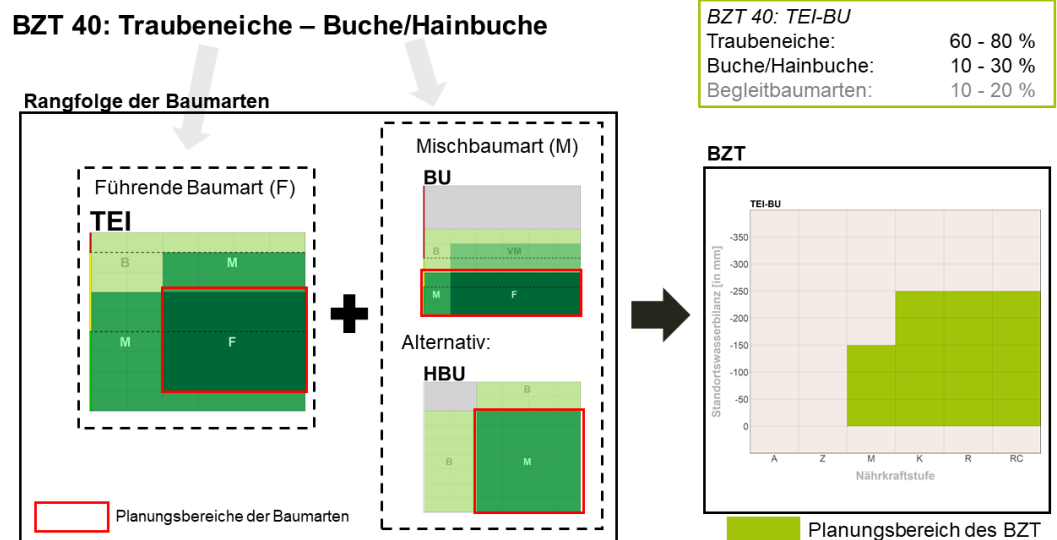 BZT 40: Traubeneiche – Buche/Hainbuche
BZT 40: TEI-BU
Traubeneiche: 60 - 80 %
Buche/Hainbuche: 10 - 30 %
Begleitbaumarten: 10 - 20 %
Rangfolge der Baumarten
Führende Baumart (F)
TEI
B M
M F
Mischbaumart (M)
BU
B VM
M F
Alternativ:
HBU
B
B M
Planungsbereiche der Baumarten
BZT
TEI-BU
Standortswasserbilanz [in mm]
-350
-300
-250
-200
-150
-100
-50
0
A Z M K R RC
Nährkraftstufe
Planungsbereich des BZT